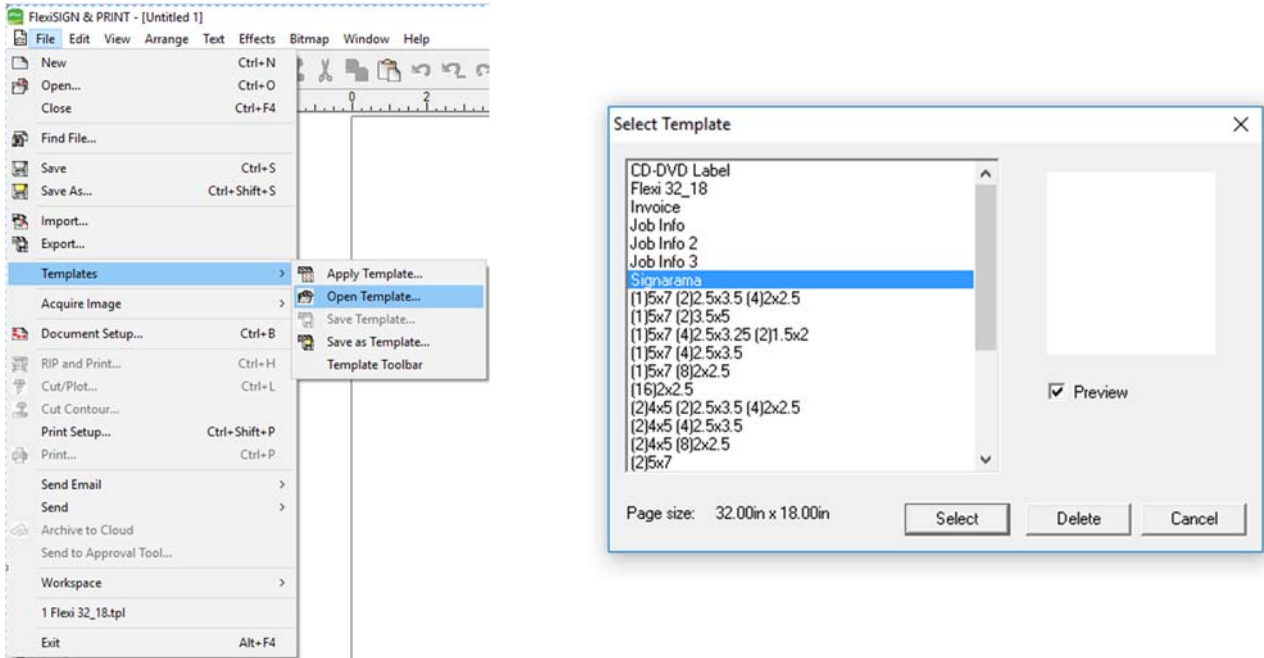 FlexiSIGN & PRINT - [Untitled 1]
File Edit View Arrange Text Effects Bitmap Window Help
New Ctrl+N
Open... Ctrl+O
Close Ctrl+F4
Find File...
Save Ctrl+S
Save As... Ctrl+Shift+S
Import...
Export...
Templates
Acquire Image
Document Setup... Ctrl+B
RIP and Print... Ctrl+H
Cut/Plot... Ctrl+L
Cut Contour...
Print Setup... Ctrl+Shift+P
Print... Ctrl+P
Send Email
Send
Archive to Cloud
Send to Approval Tool...
Workspace
1 Flexi 32_18.tpl
Exit Alt+F4
0 2
Apply Template...
Open Template...
Save Template...
Save as Template...
Template Toolbar
Select Template
CD-DVD Label
Flexi 32_18
Invoice
Job Info
Job Info 2
Job Info 3
Signarama
(1)5x7 (2)2.5x3.5 (4)2x2.5
(1)5x7 (2)3.5x5
(1)5x7 (4)2.5x3.25 (2)1.5x2
(1)5x7 (4)2.5x3.5
(1)5x7 (8)2x2.5
(16)2x2.5
(2)4x5 (2)2.5x3.5 (4)2x2.5
(2)4x5 (4)2.5x3.5
(2)4x5 (8)2x2.5
(2)5x7
Preview
Page size: 32.00in x 18.00in
Select Delete Cancel